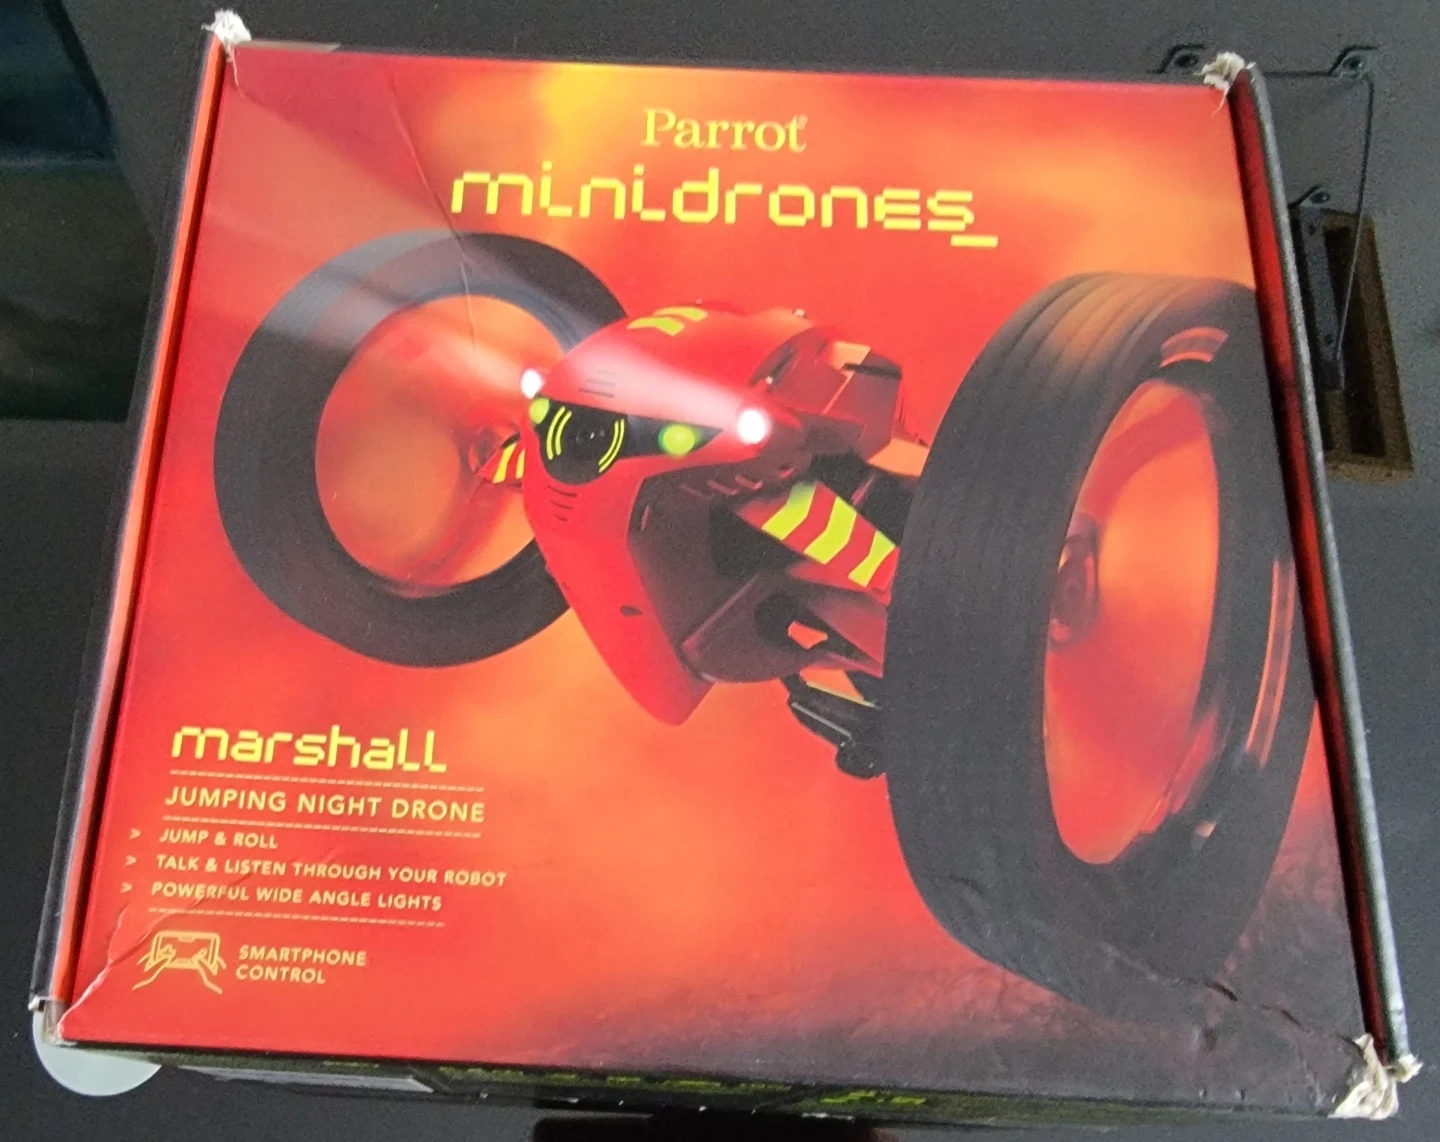 Parrot
minidrones_
marshall
JUMPING NIGHT DRONE
> JUMP & ROLL
> TALK & LISTEN THROUGH YOUR ROBOT
> POWERFUL WIDE ANGLE LIGHTS
SMARTPHONE
CONTROL